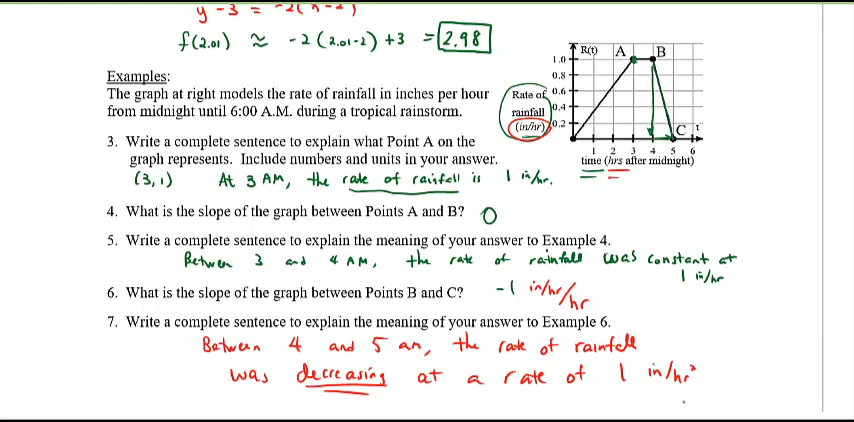 y - 3 = -2(x-2)
f(2.01) ≈ -2(2.01-2) + 3 = 2.98
Examples:
The graph at right models the rate of rainfall in inches per hour
from midnight until 6:00 A.M. during a tropical rainstorm.
3. Write a complete sentence to explain what Point A on the
graph represents. Include numbers and units in your answer.
(3,1) At 3 AM, the rate of rainfall is 1 in/hr.
4. What is the slope of the graph between Points A and B? 0
5. Write a complete sentence to explain the meaning of your answer to Example 4.
Between 3 and 4 AM, the rate of rainfall was constant at
1 in/hr
6. What is the slope of the graph between Points B and C? -1 in/hr/hr
7. Write a complete sentence to explain the meaning of your answer to Example 6.
Between 4 and 5 am, the rate of rainfall
was decreasing at a rate of 1 in/hr²
R(t) A B
1.0
0.8
0.6
0.4
0.2
Rate of
rainfall
(in/hr)
C t
1 2 3 4 5 6
time (hrs after midnight)